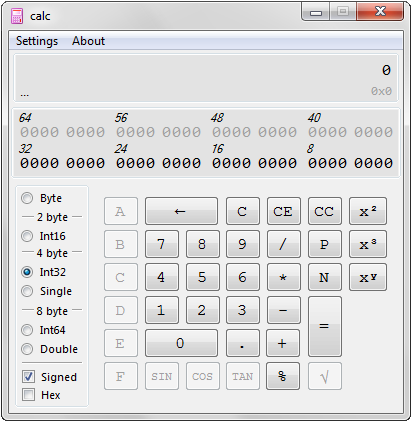 calc
Settings About
0
... 0x0
64 56 48 40
0000 0000 0000 0000 0000 0000 0000 0000
32 24 16 8
0000 0000 0000 0000 0000 0000 0000 0000
Byte
2 byte
Int16
4 byte
Int32
Single
8 byte
Int64
Double
Signed
Hex
A ← C CE CC x²
B 7 8 9 / P x³
C 4 5 6 * N xʸ
D 1 2 3 - =
E 0 . +
F SIN COS TAN % √